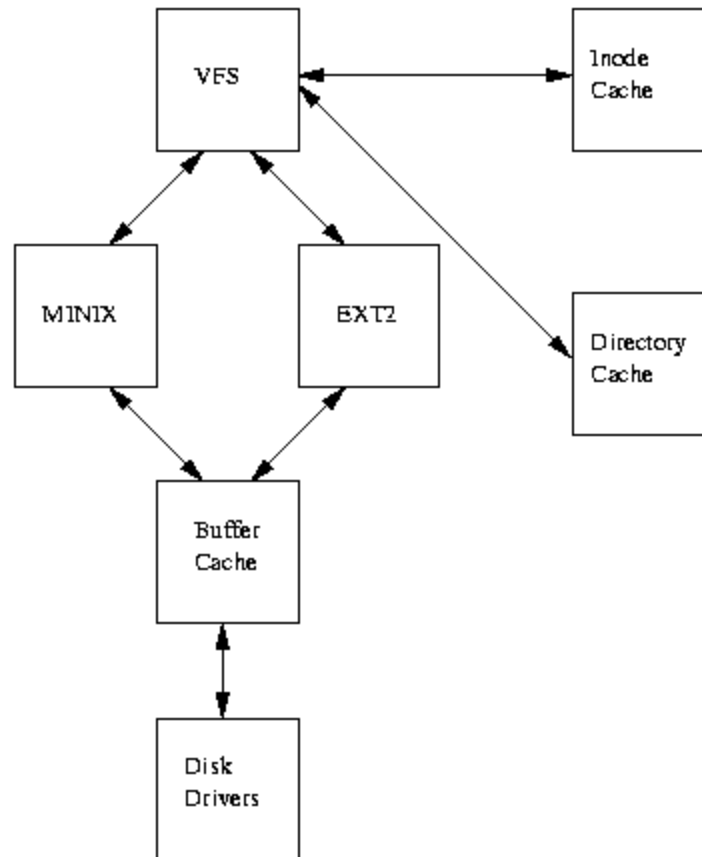 VFS
Inode
Cache
MINIX
EXT2
Directory
Cache
Buffer
Cache
Disk
Drivers